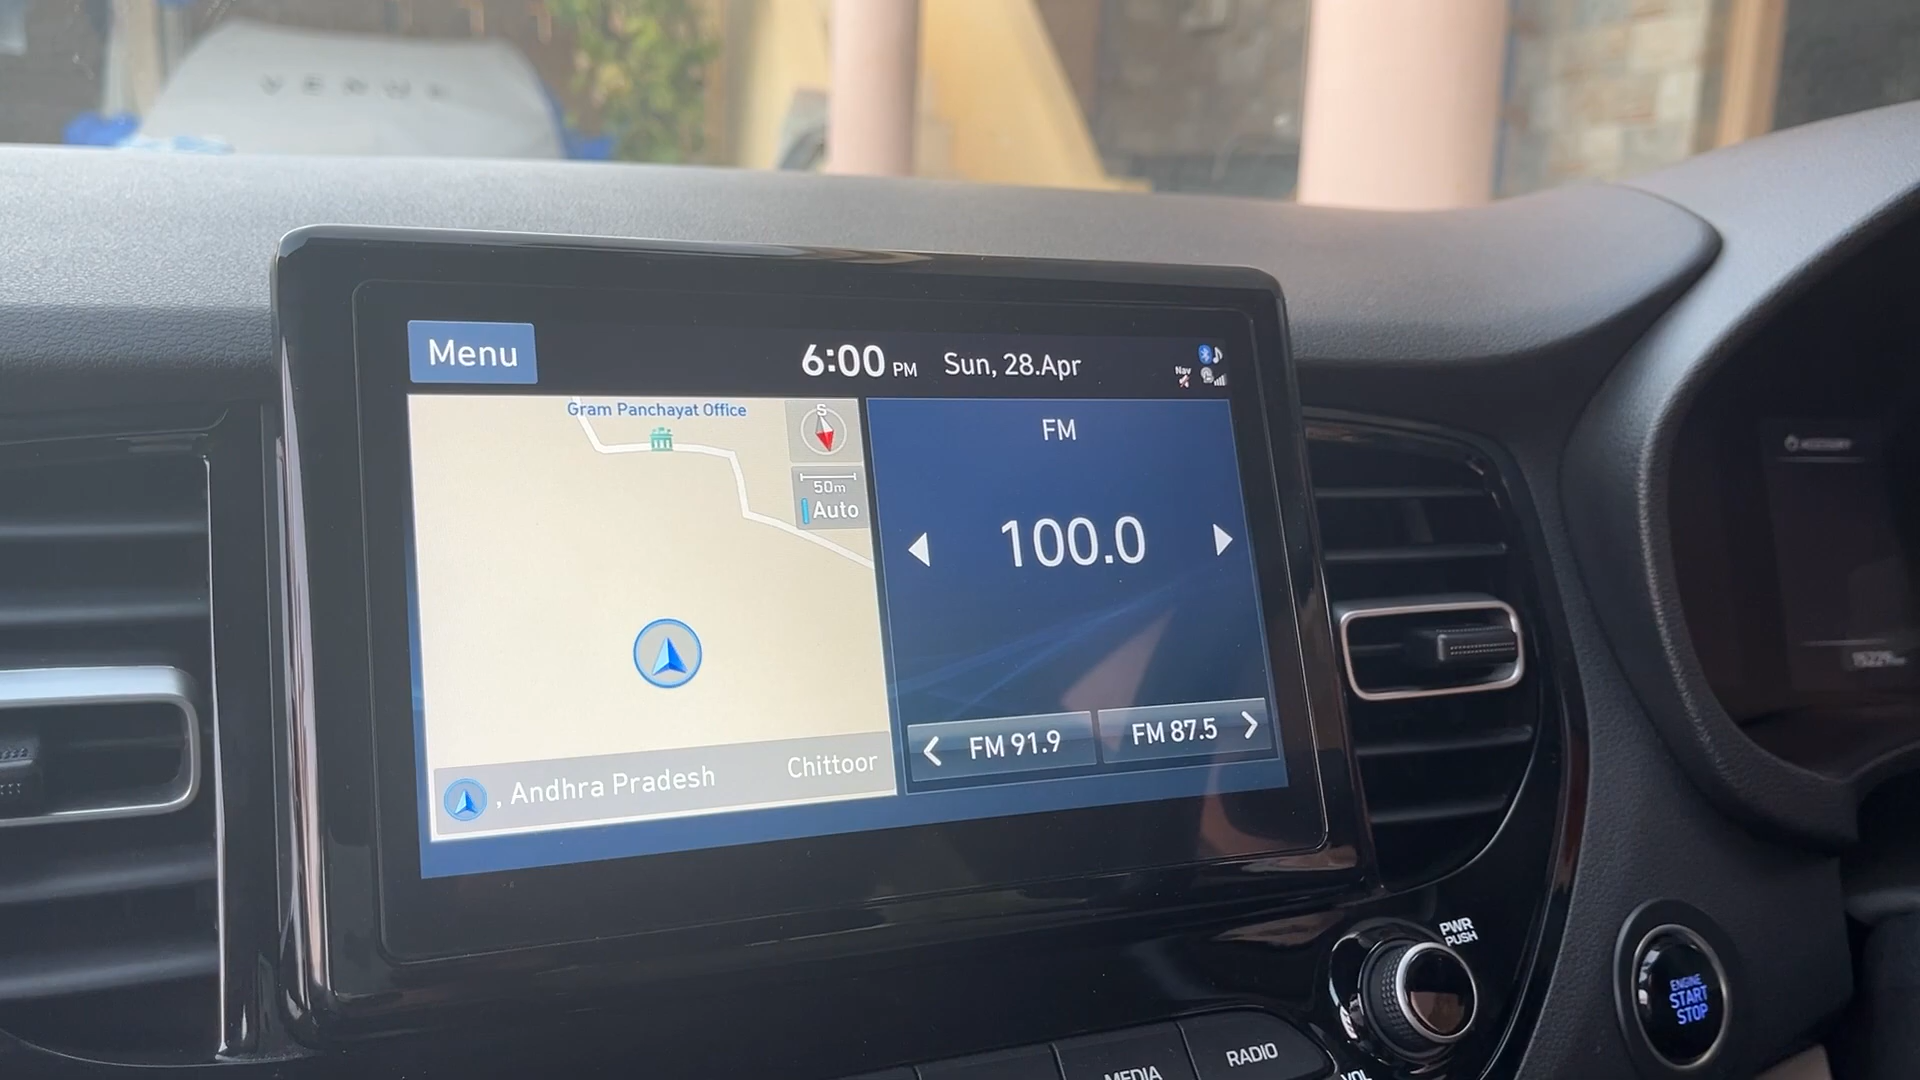 VENUE
Menu
6:00 PM Sun, 28.Apr
Nav
Gram Panchayat Office
S
50m
Auto
, Andhra Pradesh Chittoor
FM
100.0
FM 91.9
FM 87.5
PWR
PUSH
VOL
MEDIA
RADIO
ENGINE
START
STOP